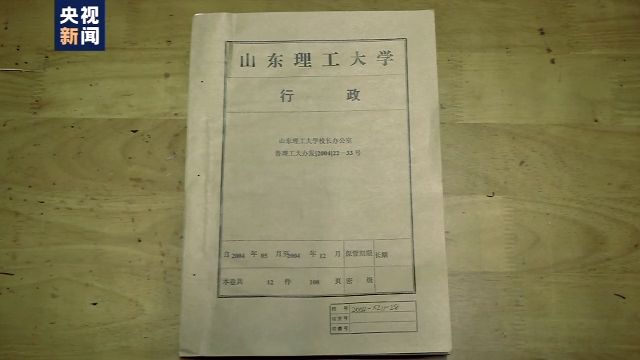 央视
新闻
山东理工大学
行 政
山东理工大学校长办公室
鲁理工大办发[2004]22—33号
自2004年05月至2004年12月 保管期限 长期
本卷共 12 件 108 页 密 级